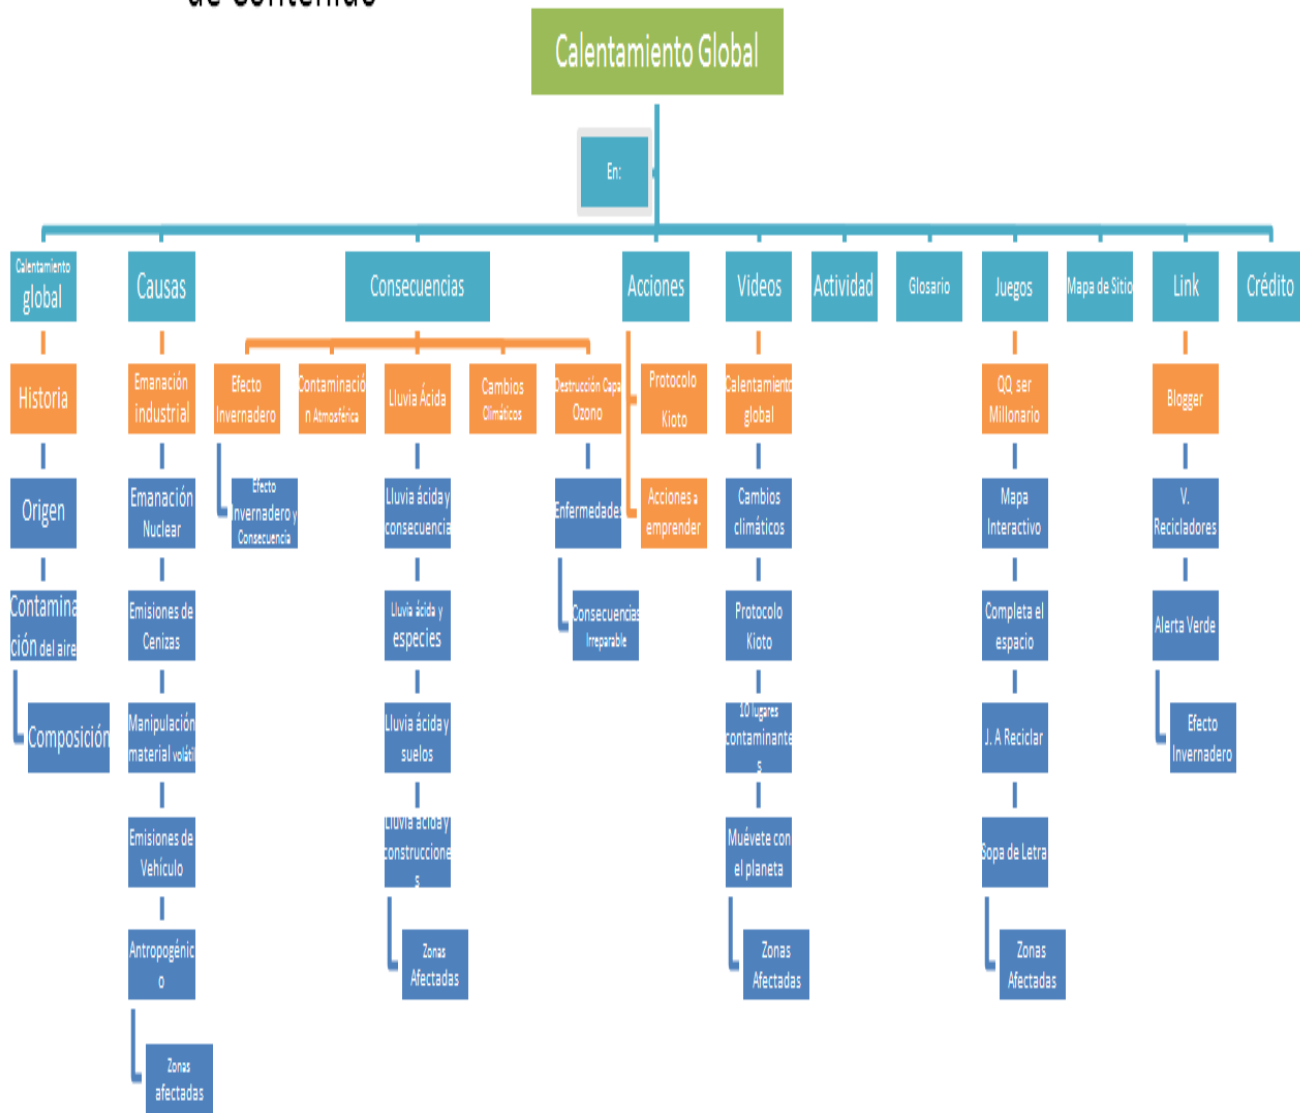 de contenido
Calentamiento Global
En:
Calentamiento
global
Causas
Consecuencias
Acciones
Videos
Actividad
Glosario
Juegos
Mapa de Sitio
Link
Crédito
Historia
Emanación
industrial
Efecto
Invernadero
Contaminació
n Atmosférica
Lluvia Ácida
Cambios
Climáticos
Destrucción Capa
Ozono
Protocolo
Kioto
Calentamiento
global
QQ, ser
Millonario
Blogger
Origen
Emanación
Nuclear
Efecto
Invernadero y
Consecuencia
Lluvia ácida y
consecuencia
Enfermedades
Acciones a
emprender
Cambios
climáticos
Mapa
Interactivo
V.
Recicladores
Contamina
ción del aire
Emisiones de
Cenizas
Lluvia ácida y
especies
Consecuencias
Irreparable
Protocolo
Kioto
Completa el
espacio
Alerta Verde
Composición
Manipulación
material volátil
Lluvia ácida y
suelos
10 lugares
contaminante
s
J. A Reciclar
Efecto
Invernadero
Emisiones de
Vehículo
Lluvia ácida y
construccione
s
Muévete con
el planeta
Sopa de Letra
Antropogénic
o
Zonas
Afectadas
Zonas
Afectadas
Zonas
Afectadas
Zonas
afectadas